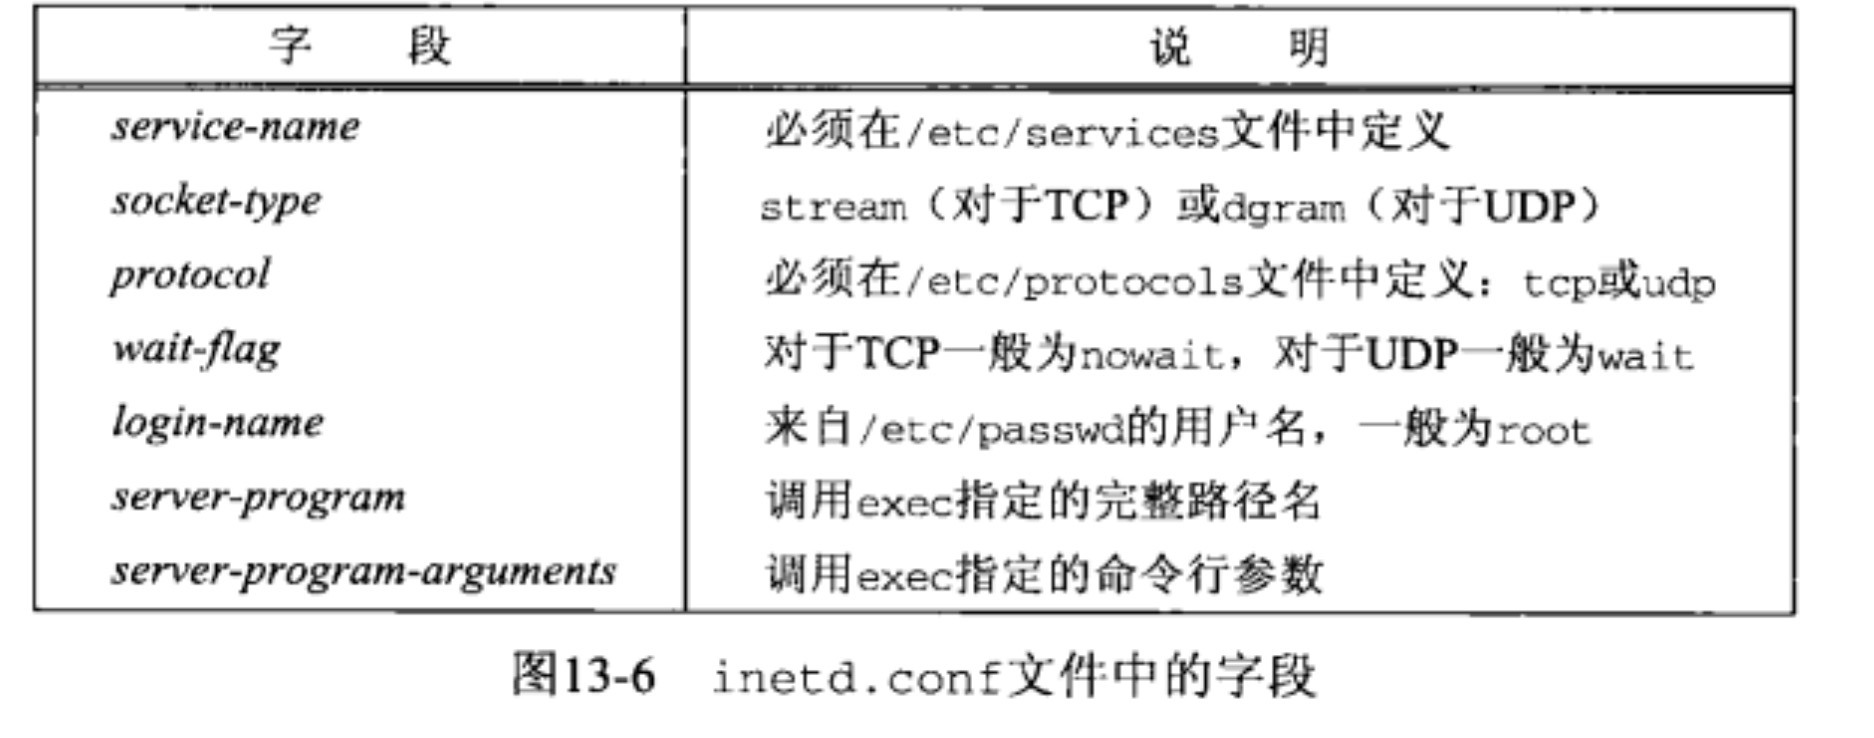 字 段 说 明
service-name 必须在/etc/services文件中定义
socket-type stream（对于TCP）或dgram（对于UDP）
protocol 必须在/etc/protocols文件中定义：tcp或udp
wait-flag 对于TCP一般为nowait，对于UDP一般为wait
login-name 来自/etc/passwd的用户名，一般为root
server-program 调用exec指定的完整路径名
server-program-arguments 调用exec指定的命令行参数
图13-6 inetd.conf文件中的字段